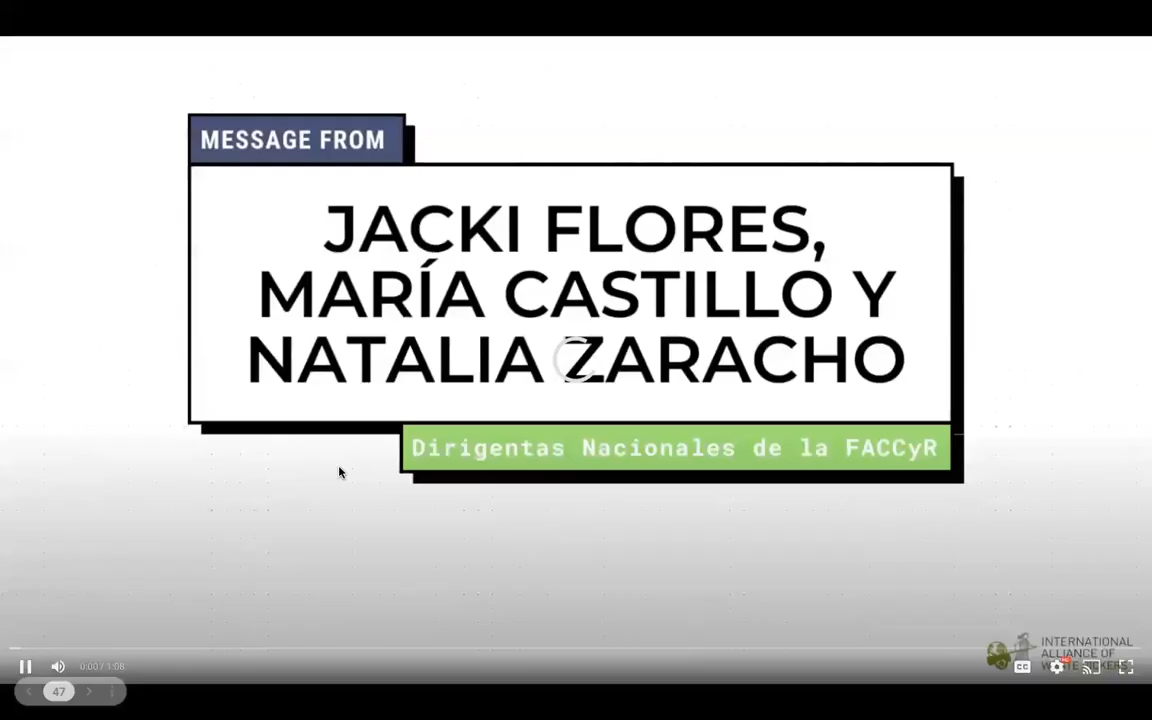 MESSAGE FROM
JACKI FLORES,
MARÍA CASTILLO Y
NATALIA ZARACHO
Dirigentas Nacionales de la FACCyR
INTERNATIONAL
ALLIANCE OF
0:00 / 1:08
CC
47